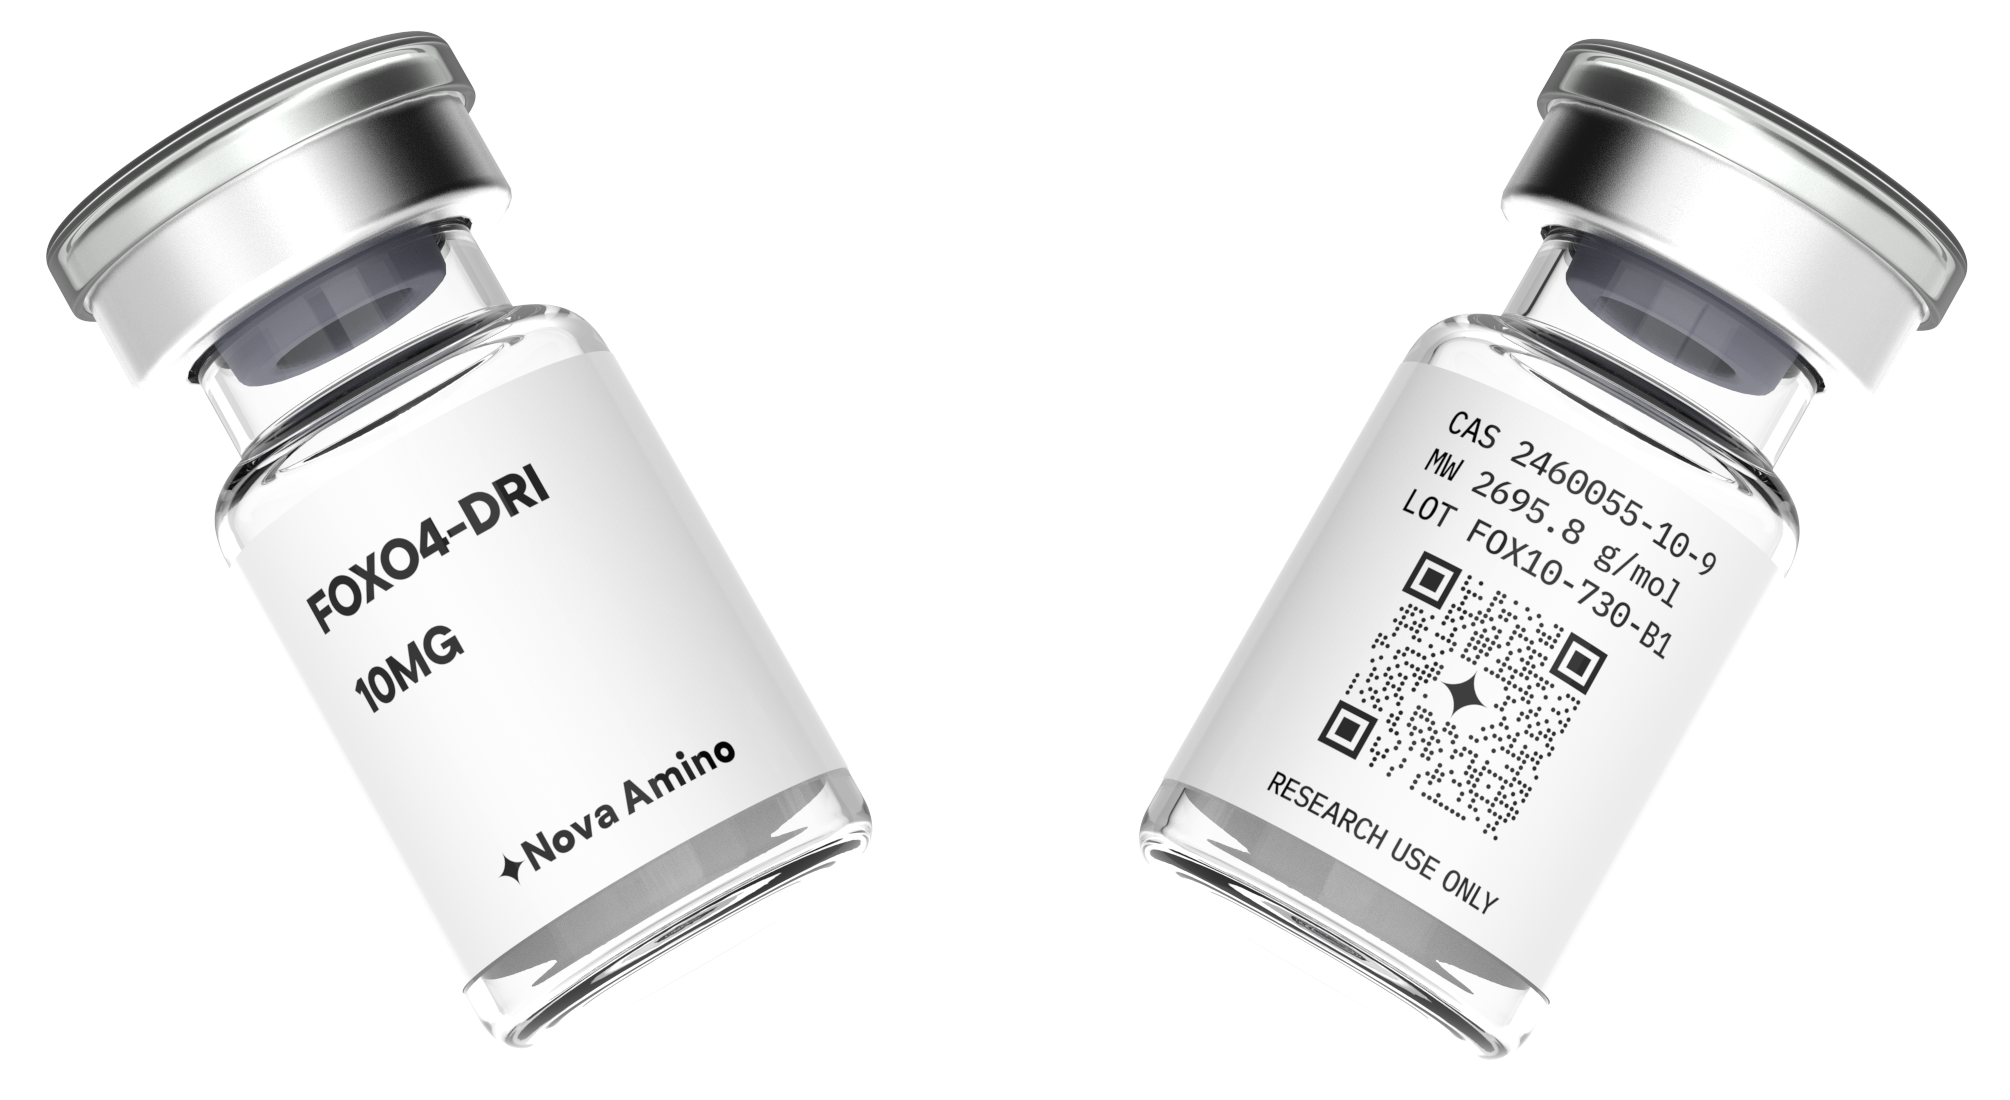 FOXO4-DRI
10MG
Nova Amino
CAS 2460055-10-9
MW 2695.8 g/mol
LOT FOX10-730-B1
RESEARCH USE ONLY